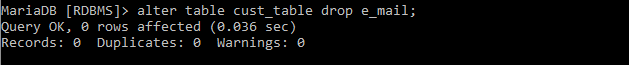 MariaDB [RDBMS]> alter table cust_table drop e_mail;
Query OK, 0 rows affected (0.036 sec)
Records: 0  Duplicates: 0  Warnings: 0